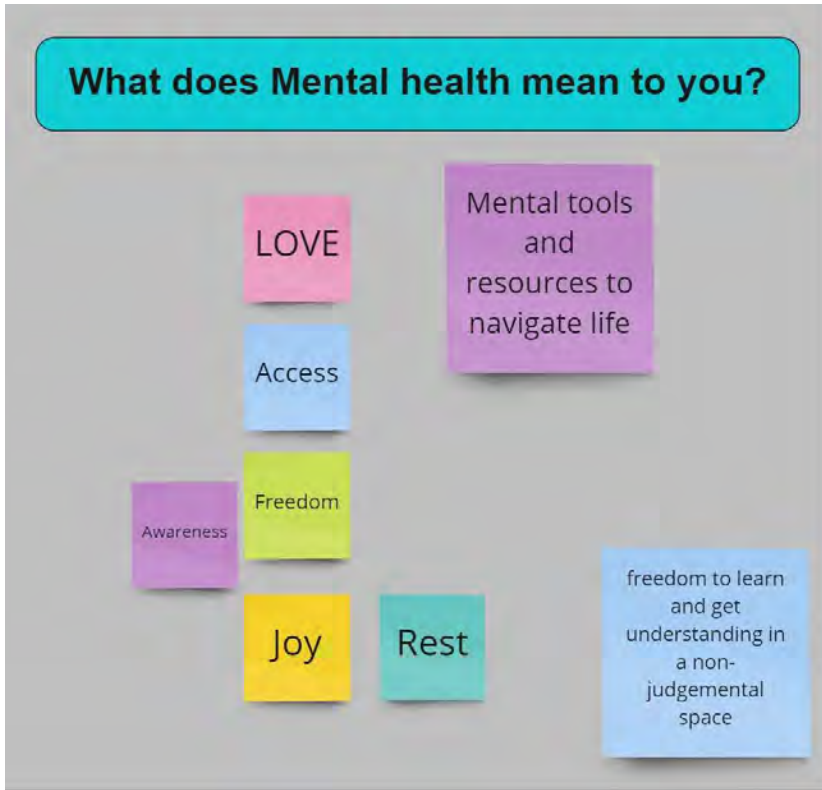 What does Mental health mean to you?
LOVE
Mental tools
and
resources to
navigate life
Access
Freedom
Awareness
Joy
Rest
freedom to learn
and get
understanding in
a non-
judgemental
space